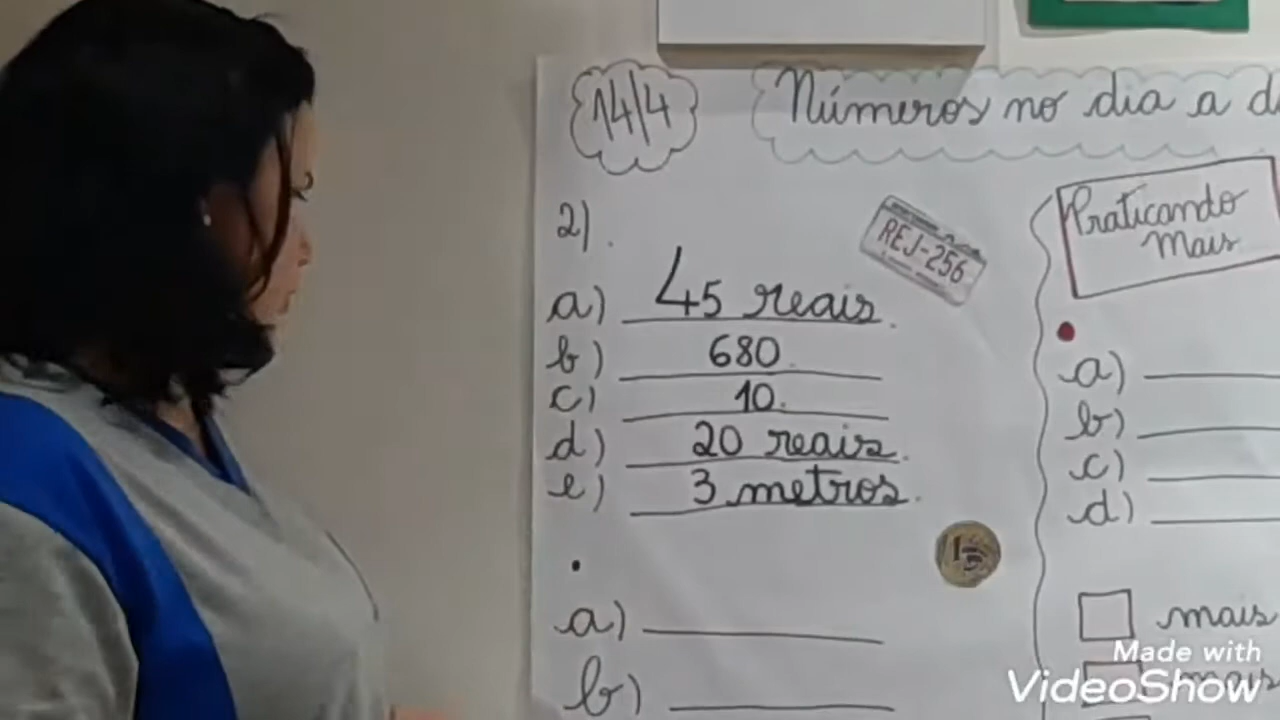 14/4
Números no dia a d
2)
a) 45 reais.
b) 680
c) 10.
d) 20 reais.
e) 3 metros.
REJ-256
a)
b)
Praticando
Mais
a)
b)
c)
d)
mais
mais
Made with
VideoShow